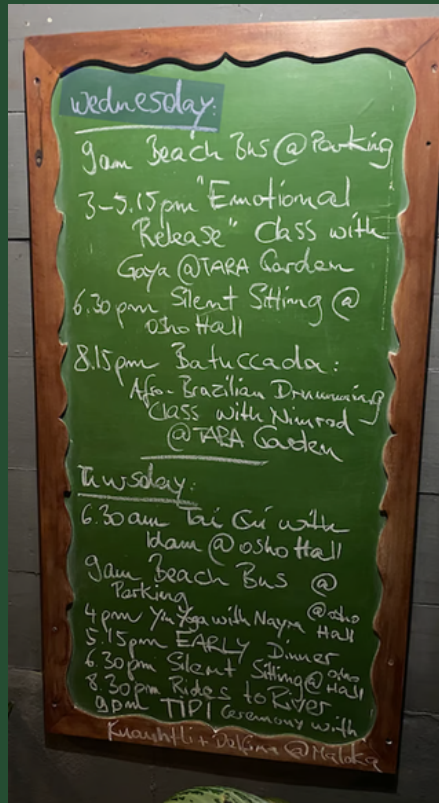 Wednesday:
9am Beach Bus @ Parking
3-5.15pm "Emotional
Release" Class with
Gaya @TARA Garden
6.30pm Silent Sitting @
Osho Hall
8.15pm Batuccada:
Afro-Brazilian Drumming
Class with Nimrod
@TARA Garden
Thursday:
6.30am Tai Gui with
Idam @ Osho Hall
9am Beach Bus @
Parking
4pm Yin Yoga with Nayra @Osho Hall
5.15pm EARLY Dinner
6.30pm Silent Sitting @ Osho Hall
8.30pm Rides to River
9pm TIPI Ceremony with
@Maloka